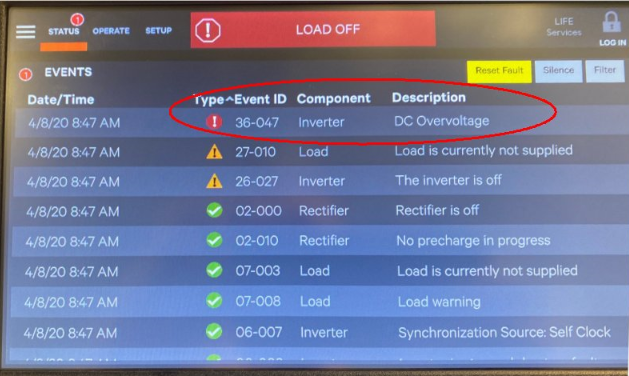 1
STATUS OPERATE SETUP
LOAD OFF
LIFE
Services
LOG IN
1 EVENTS
Reset Fault Silence Filter
Date/Time Type Event ID Component Description
4/8/20 8:47 AM 36-047 Inverter DC Overvoltage
4/8/20 8:47 AM 27-010 Load Load is currently not supplied
4/8/20 8:47 AM 26-027 Inverter The inverter is off
4/8/20 8:47 AM 02-000 Rectifier Rectifier is off
4/8/20 8:47 AM 02-010 Rectifier No precharge in progress
4/8/20 8:47 AM 07-003 Load Load is currently not supplied
4/8/20 8:47 AM 07-008 Load Load warning
4/8/20 8:47 AM 06-007 Inverter Synchronization Source: Self Clock